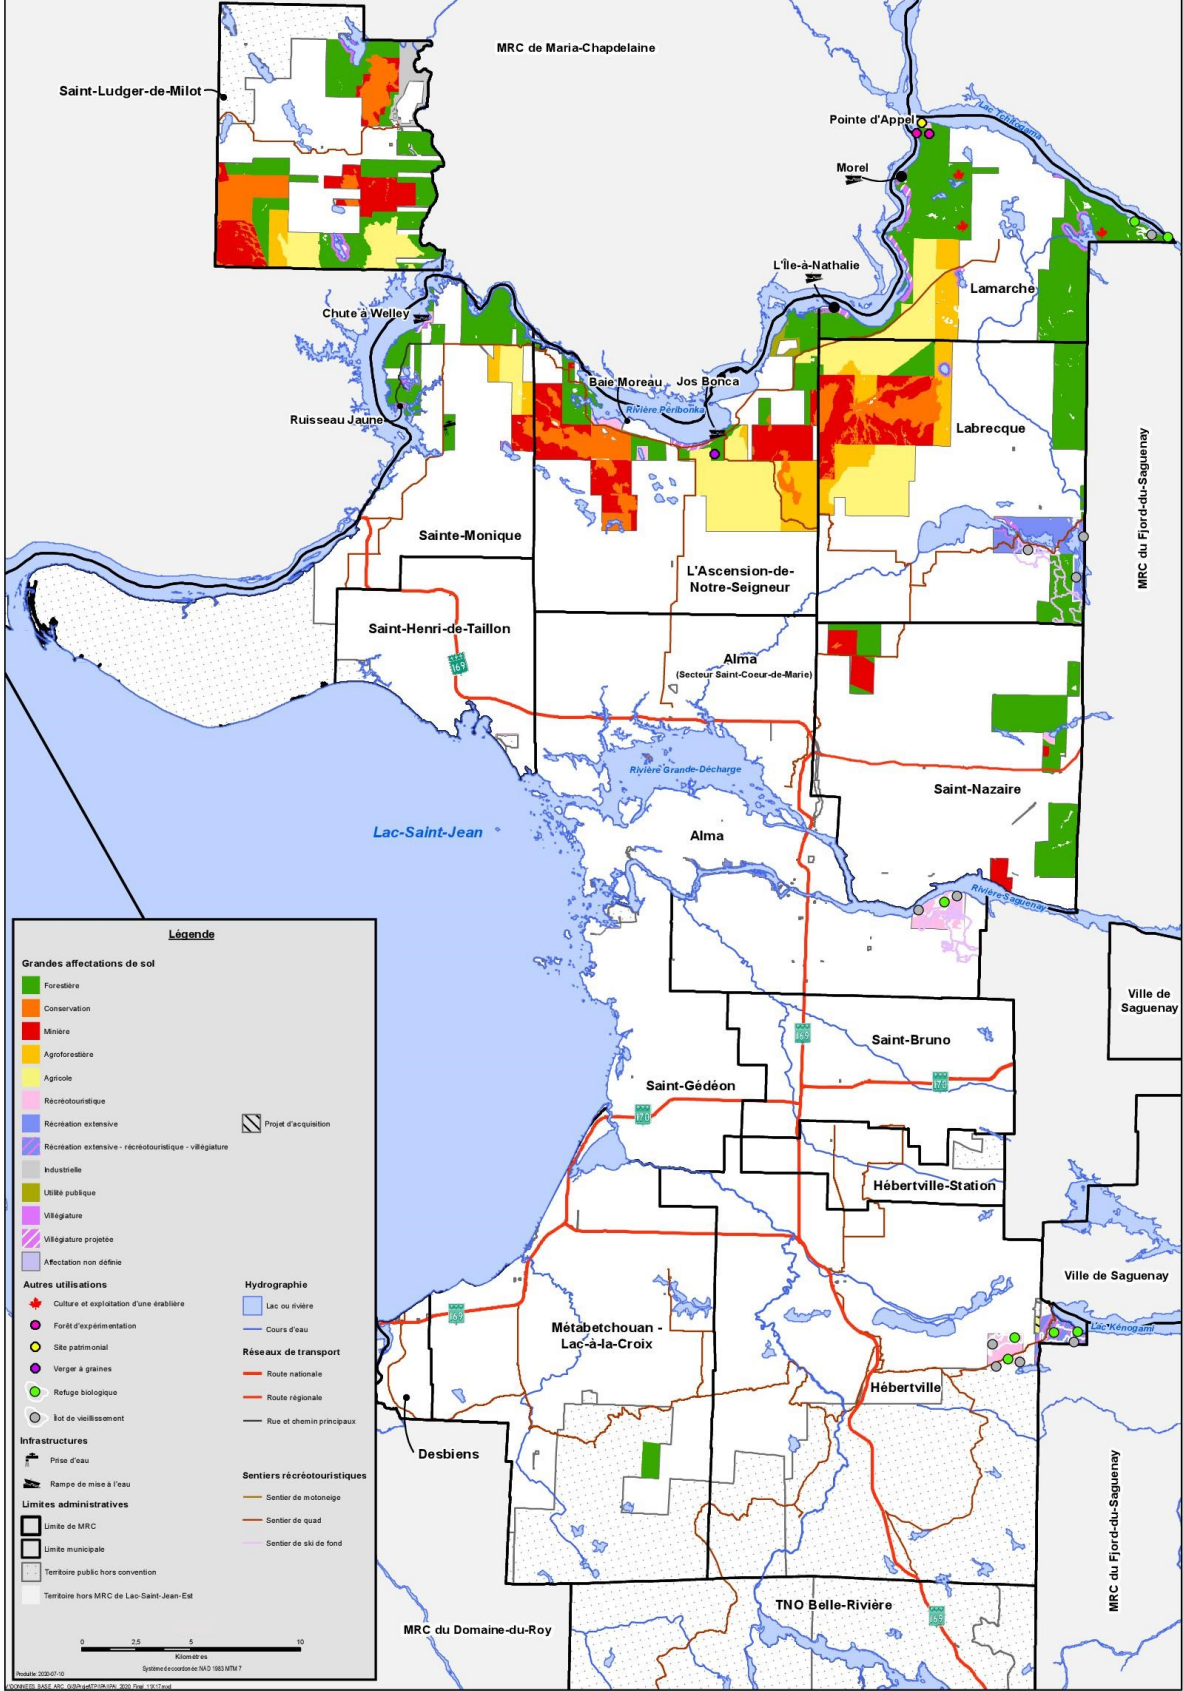 MRC de Maria-Chapdelaine
Saint-Ludger-de-Milot
Lac Tchitogama
Pointe d'Appel
Morel
L'Île-à-Nathalie
Lamarche
Chute à Welley
Baie Moreau
Jos Bonca
Rivière Péribonka
Ruisseau Jaune
Labrecque
MRC du Fjord-du-Saguenay
Sainte-Monique
L'Ascension-de-
Notre-Seigneur
Saint-Henri-de-Taillon
169
Alma
(Secteur Saint-Coeur-de-Marie)
Rivière Grande-Décharge
Saint-Nazaire
Lac-Saint-Jean
Alma
Rivière Saguenay
Ville de
Saguenay
169
Saint-Bruno
170
Saint-Gédéon
170
Hébertville-Station
Ville de Saguenay
169
Métabetchouan -
Lac-à-la-Croix
Lac Kénogami
Hébertville
Desbiens
MRC du Fjord-du-Saguenay
TNO Belle-Rivière
169
MRC du Domaine-du-Roy
Légende
Grandes affectations de sol
Forestière
Conservation
Minière
Agroforestière
Agricole
Récréotouristique
Récréation extensive
Projet d'acquisition
Récréation extensive - récréotouristique - villégiature
Industrielle
Utilité publique
Villégiature
Villégiature projetée
Affectation non définie
Autres utilisations
Culture et exploitation d'une érablière
Forêt d'expérimentation
Site patrimonial
Verger à graines
Refuge biologique
Îlot de vieillissement
Infrastructures
Prise d'eau
Rampe de mise à l'eau
Limites administratives
Limite de MRC
Limite municipale
Territoire public hors convention
Territoire hors MRC de Lac-Saint-Jean-Est
Hydrographie
Lac ou rivière
Cours d'eau
Réseaux de transport
Route nationale
Route régionale
Rue et chemin principaux
Sentiers récréotouristiques
Sentier de motoneige
Sentier de quad
Sentier de ski de fond
0 2,5 5 10
Kilomètres
Système de coordonée: NAD 1983 MTM 7
Produit le: 2020-07-10